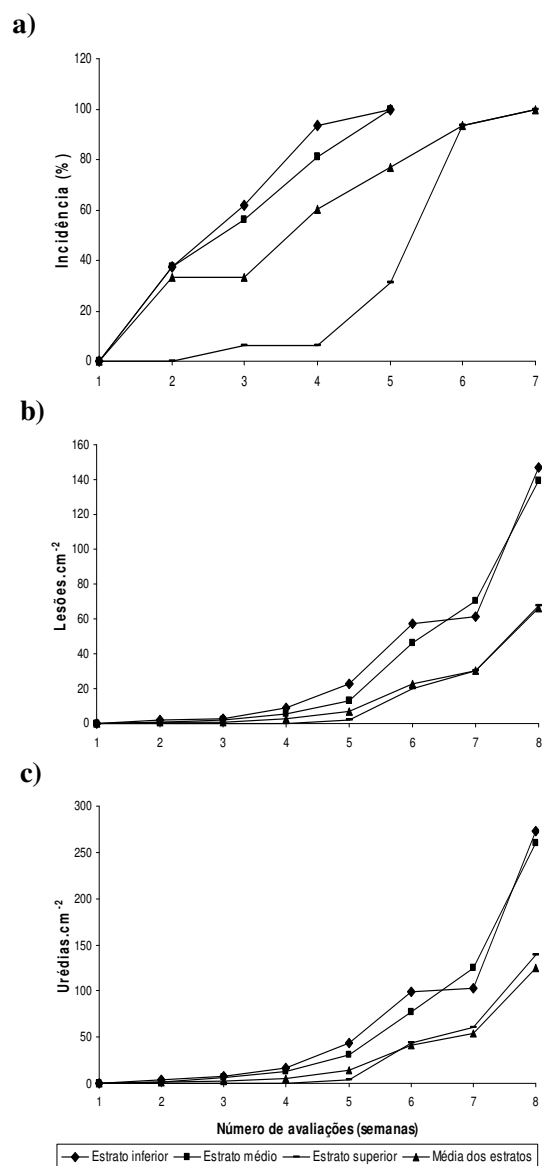 a)
Incidência (%)
120
100
80
60
40
20
0
1 2 3 4 5 6 7
b)
Lesões.cm-2
160
140
120
100
80
60
40
20
0
1 2 3 4 5 6 7 8
c)
Urédias.cm-2
300
250
200
150
100
50
0
1 2 3 4 5 6 7 8
Número de avaliações (semanas)
Estrato inferior Estrato médio Estrato superior Média dos estratos